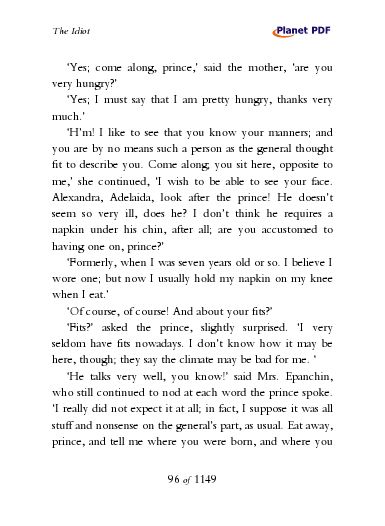 The Idiot
Planet PDF
‘Yes; come along, prince,’ said the mother, ‘are you
very hungry?’
‘Yes; I must say that I am pretty hungry, thanks very
much.’
‘H’m! I like to see that you know your manners; and
you are by no means such a person as the general thought
fit to describe you. Come along; you sit here, opposite to
me,’ she continued, ‘I wish to be able to see your face.
Alexandra, Adelaida, look after the prince! He doesn’t
seem so very ill, does he? I don’t think he requires a
napkin under his chin, after all; are you accustomed to
having one on, prince?’
‘Formerly, when I was seven years old or so. I believe I
wore one; but now I usually hold my napkin on my knee
when I eat.’
‘Of course, of course! And about your fits?’
‘Fits?’ asked the prince, slightly surprised. ‘I very
seldom have fits nowadays. I don’t know how it may be
here, though; they say the climate may be bad for me. ‘
‘He talks very well, you know!’ said Mrs. Epanchin,
who still continued to nod at each word the prince spoke.
‘I really did not expect it at all; in fact, I suppose it was all
stuff and nonsense on the general’s part, as usual. Eat away,
prince, and tell me where you were born, and where you
96 of 1149